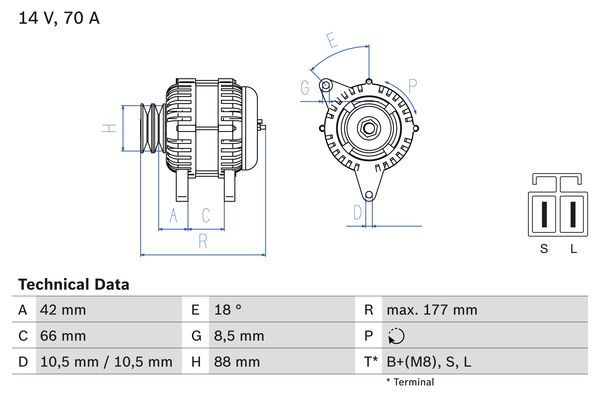 14 V, 70 A
E
G
P
H
A
C
D
R
S L
Technical Data
A 42 mm E 18 ° R max. 177 mm
C 66 mm G 8,5 mm P
D 10,5 mm / 10,5 mm H 88 mm T* B+(M8), S, L
* Terminal